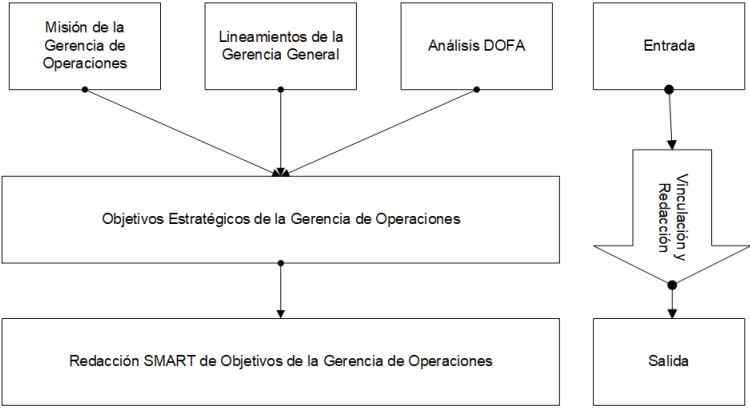 Misión de la
Gerencia de
Operaciones
Lineamientos de la
Gerencia General
Análisis DOFA
Entrada
Objetivos Estratégicos de la Gerencia de Operaciones
Vinculación y
Redacción
Redacción SMART de Objetivos de la Gerencia de Operaciones
Salida